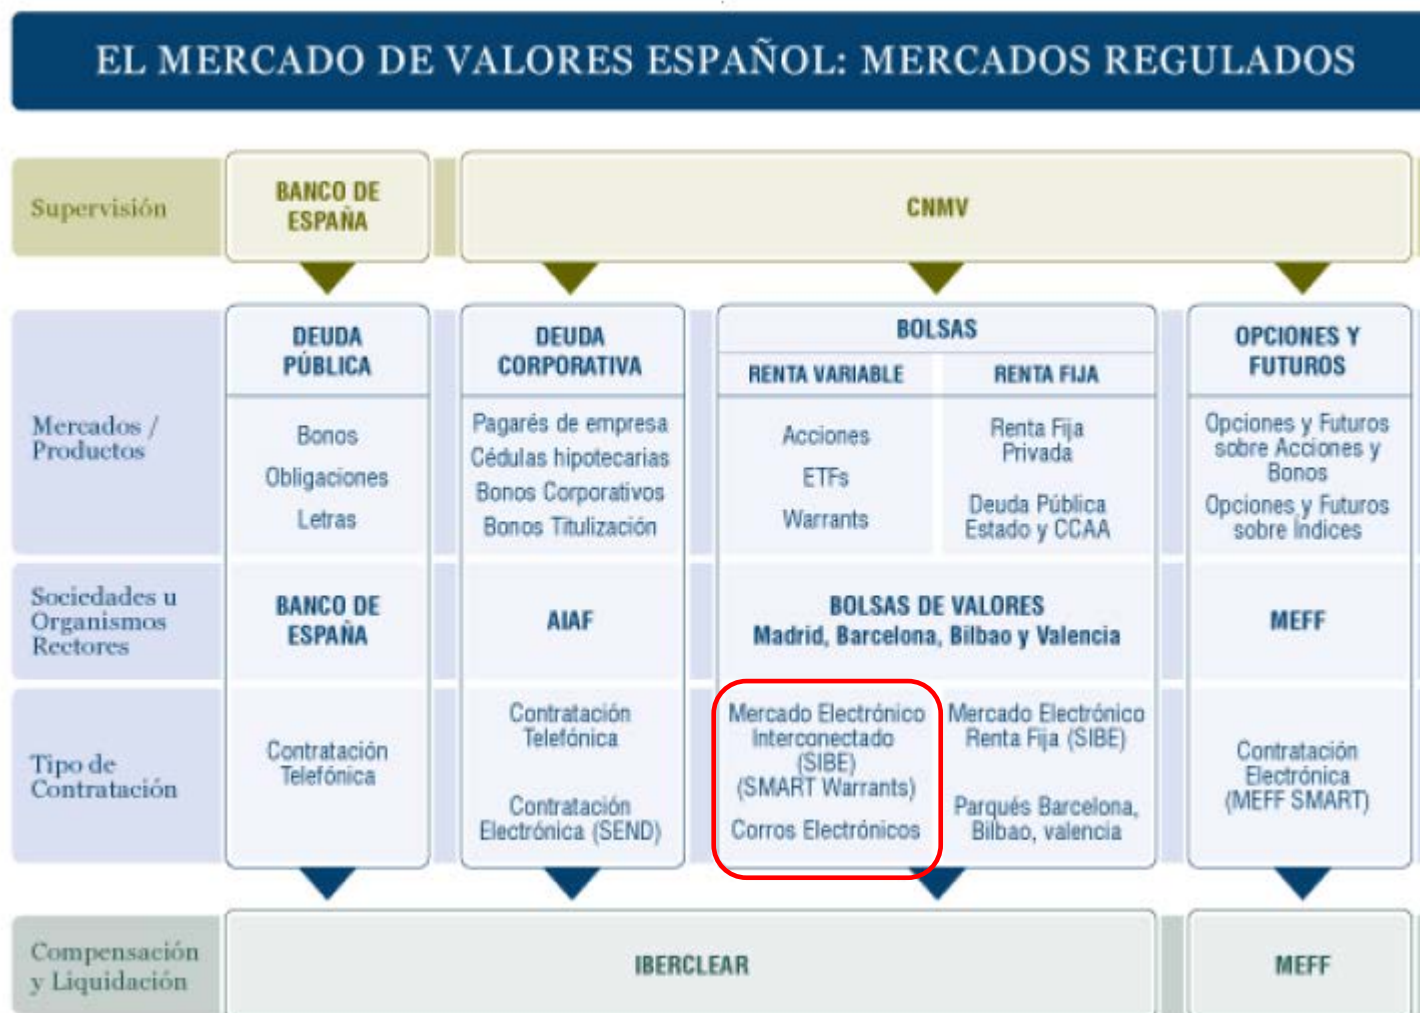 EL MERCADO DE VALORES ESPAÑOL: MERCADOS REGULADOS
Supervisión
BANCO DE
ESPAÑA
CNMV
Mercados /
Productos
DEUDA
PÚBLICA
Bonos
Obligaciones
Letras
DEUDA
CORPORATIVA
Pagarés de empresa
Cédulas hipotecarias
Bonos Corporativos
Bonos Titulización
BOLSAS
RENTA VARIABLE
Acciones
ETFs
Warrants
RENTA FIJA
Renta Fija
Privada
Deuda Pública
Estado y CCAA
OPCIONES Y
FUTUROS
Opciones y Futuros
sobre Acciones y
Bonos
Opciones y Futuros
sobre Índices
Sociedades u
Organismos
Rectores
BANCO DE
ESPAÑA
AIAF
BOLSAS DE VALORES
Madrid, Barcelona, Bilbao y Valencia
MEFF
Tipo de
Contratación
Contratación
Telefónica
Contratación
Telefónica
Contratación
Electrónica (SEND)
Mercado Electrónico
Interconectado
(SIBE)
(SMART Warrants)
Corros Electrónicos
Mercado Electrónico
Renta Fija (SIBE)
Parqués Barcelona,
Bilbao, valencia
Contratación
Electrónica
(MEFF SMART)
Compensación
y Liquidación
IBERCLEAR
MEFF